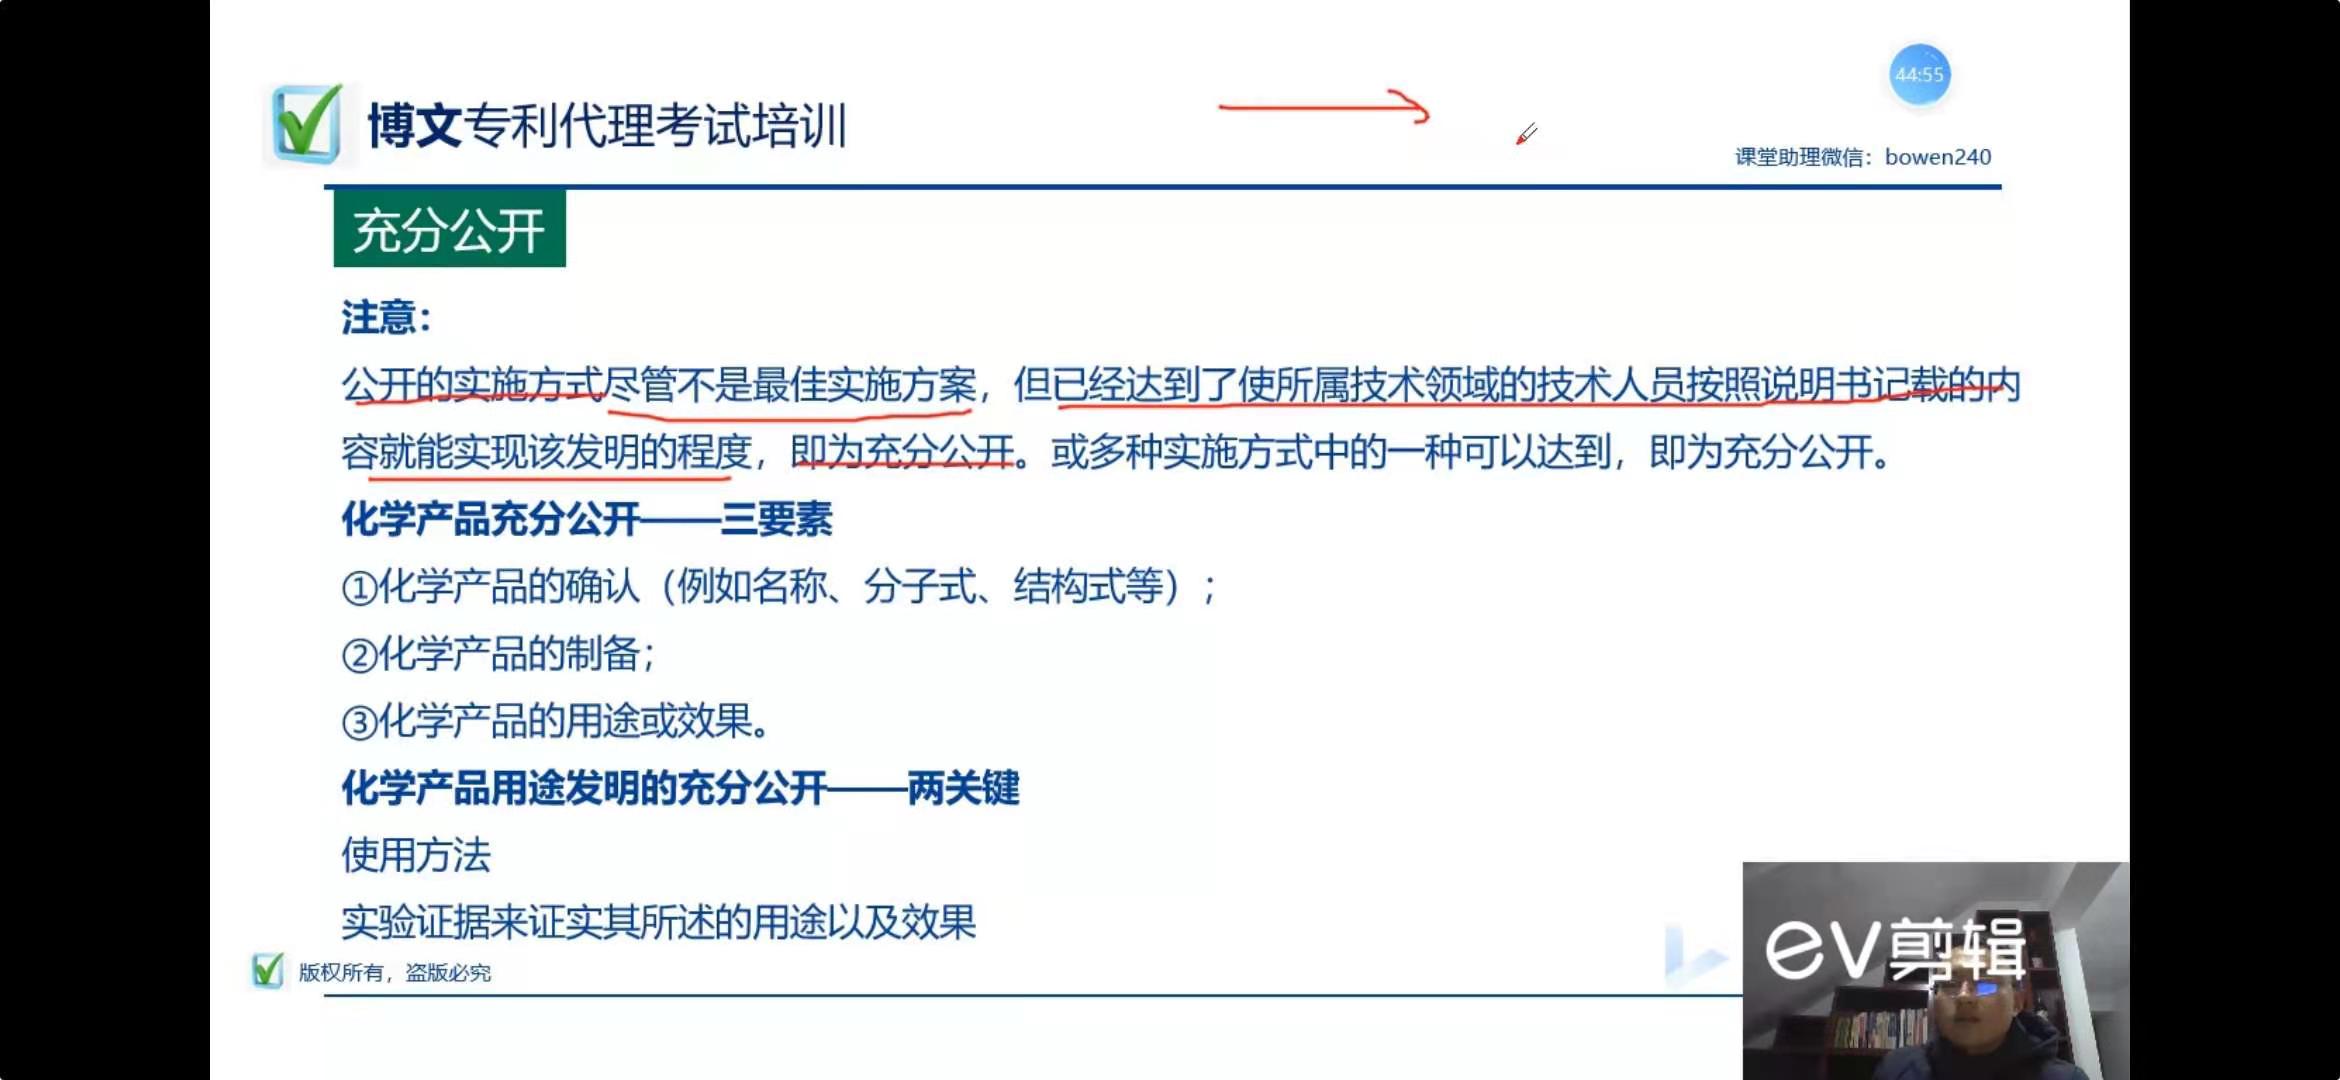 44:55
博文专利代理考试培训
课堂助理微信：bowen240
充分公开
注意：
公开的实施方式尽管不是最佳实施方案，但已经达到了使所属技术领域的技术人员按照说明书记载的内
容就能实现该发明的程度，即为充分公开。或多种实施方式中的一种可以达到，即为充分公开。
化学产品充分公开——三要素
①化学产品的确认（例如名称、分子式、结构式等）；
②化学产品的制备；
③化学产品的用途或效果。
化学产品用途发明的充分公开——两关键
使用方法
实验证据来证实其所述的用途以及效果
版权所有，盗版必究
ev剪辑